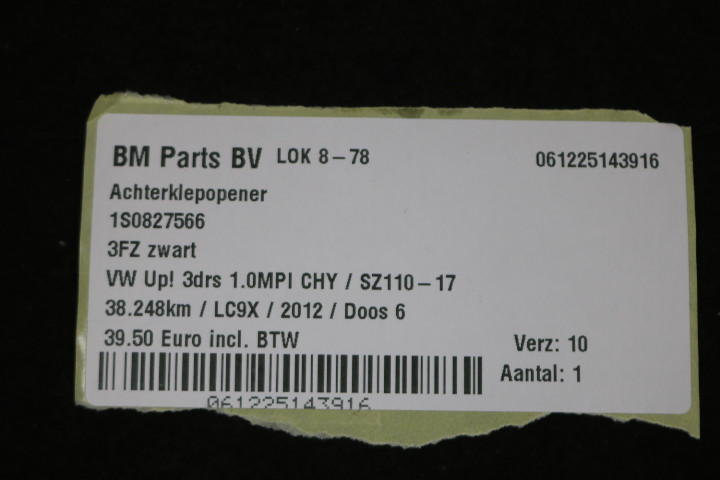 BM Parts BV LOK 8-78 061225143916
Achterklepopener
1S0827566
3FZ zwart
VW Up! 3drs 1.0MPI CHY / SZ110-17
38.248km / LC9X / 2012 / Doos 6
39.50 Euro incl. BTW Verz: 10
Aantal: 1
061225143916